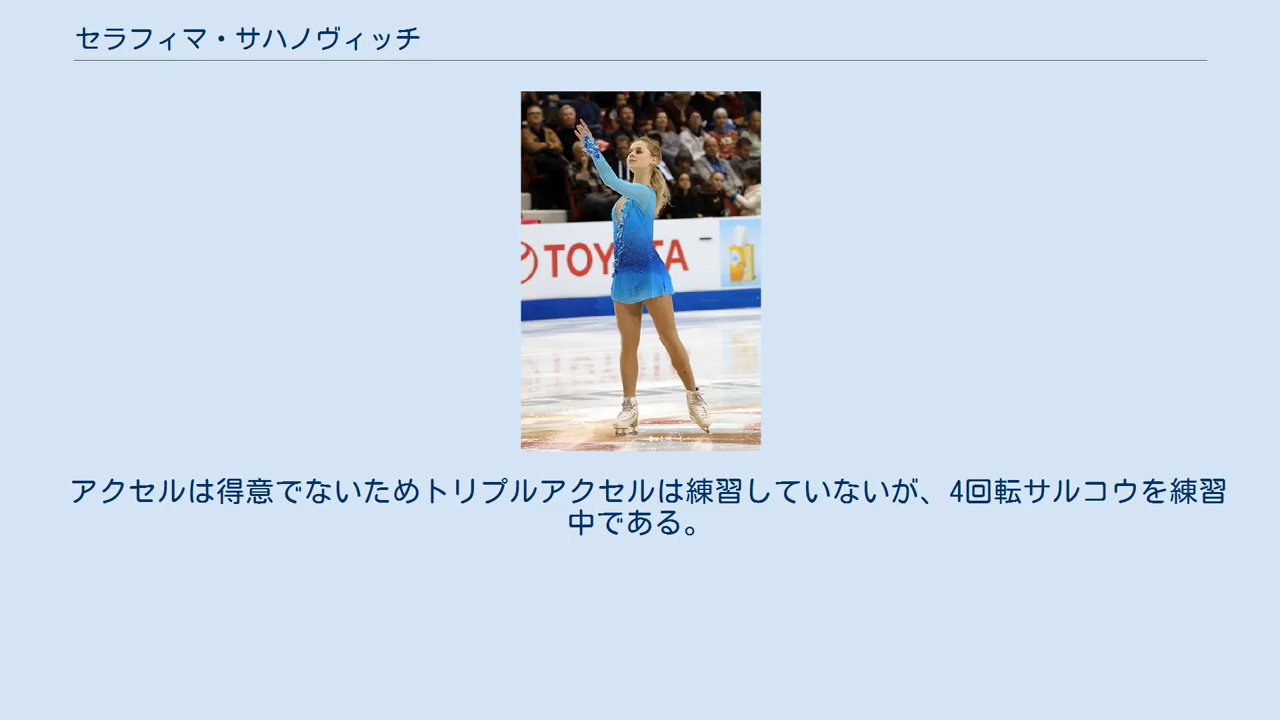 セラフィマ・サハノヴィッチ
TOYOTA
アクセルは得意でないためトリプルアクセルは練習していないが、4回転サルコウを練習
中である。